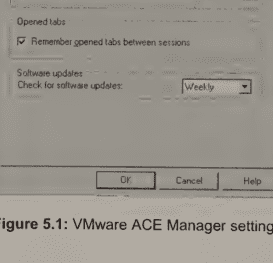 Opened tabs
Remember opened tabs between sessions
Software updates
Check for software updates:
Weekly
OK
Cancel
Help
igure 5.1: VMware ACE Manager setting